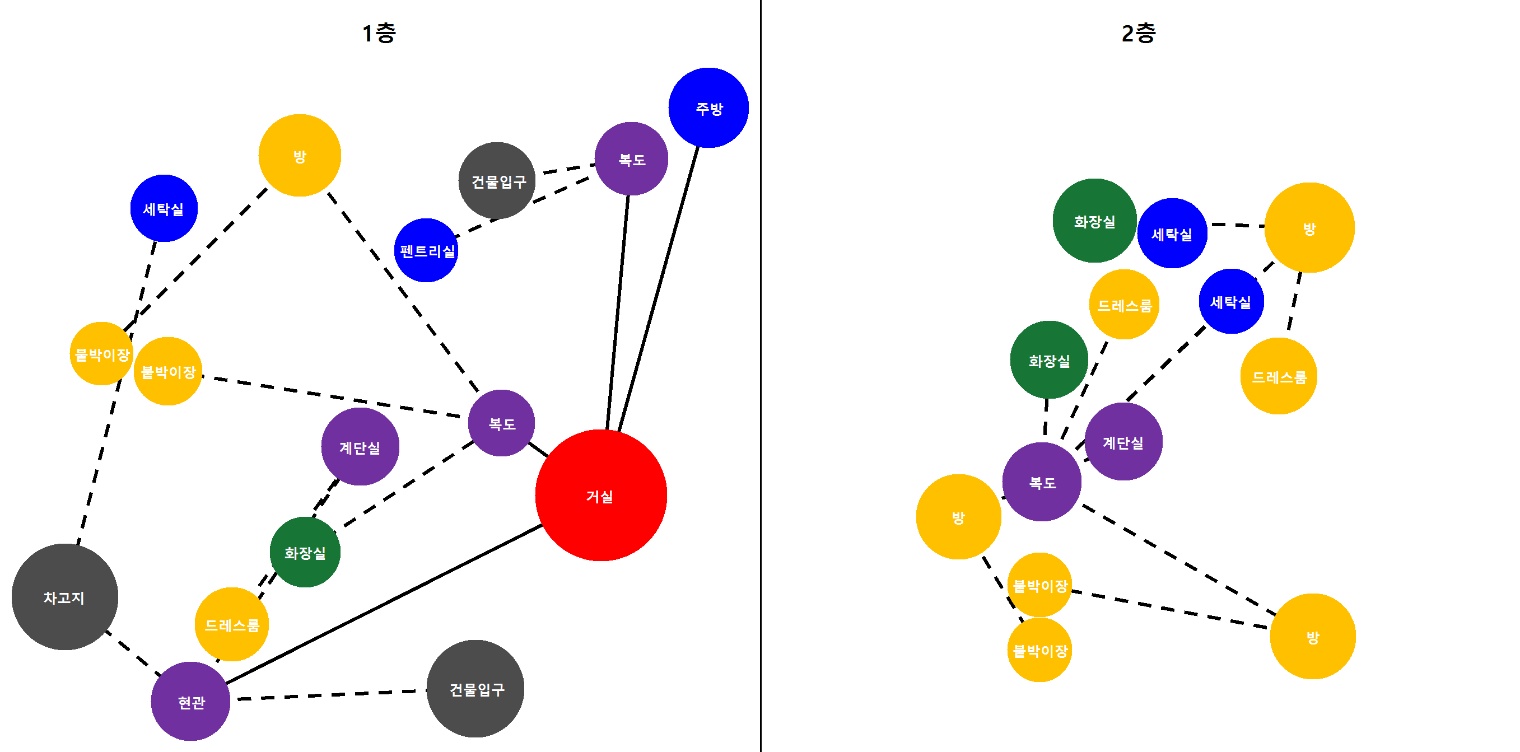 1층
주방
방
복도
건물입구
세탁실
펜트리실
물박이장
붙박이장
복도
계단실
거실
화장실
차고지
드레스룸
건물입구
현관
2층
화장실
방
세탁실
세탁실
드레스룸
화장실
드레스룸
계단실
복도
방
붙박이장
방
붙박이장